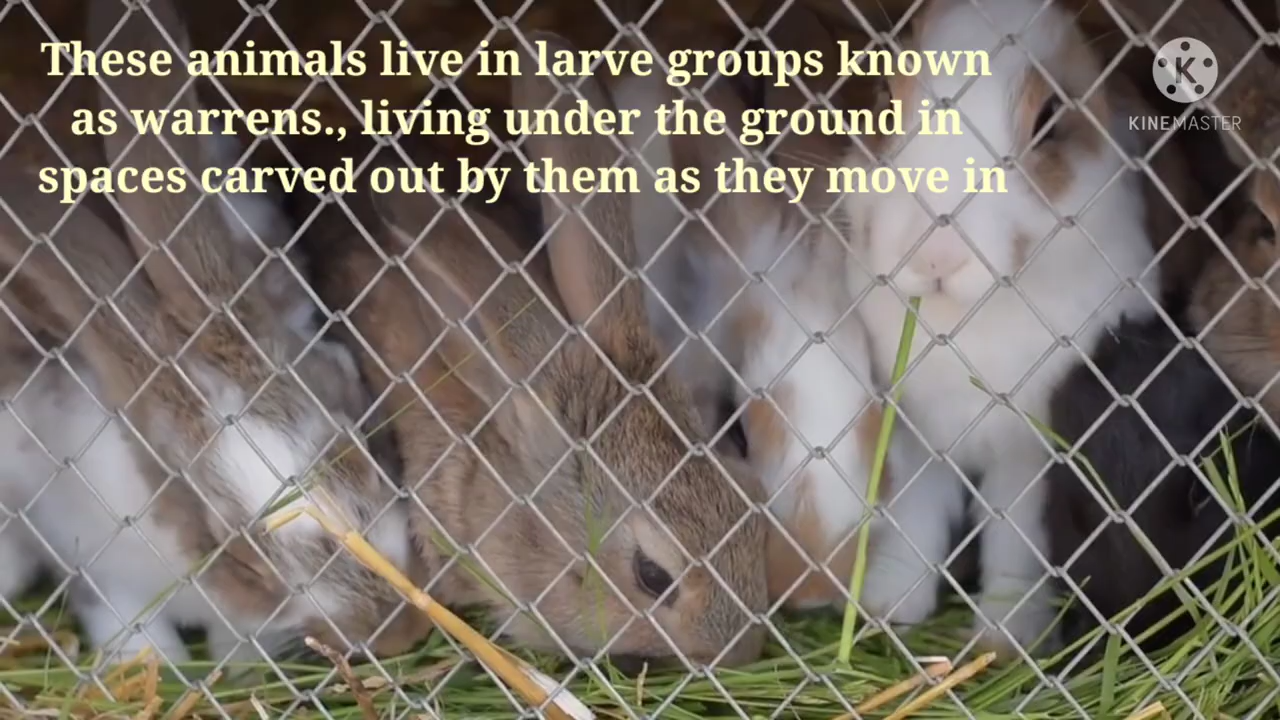 These animals live in larve groups known
as warrens., living under the ground in
spaces carved out by them as they move in
K
KINEMASTER